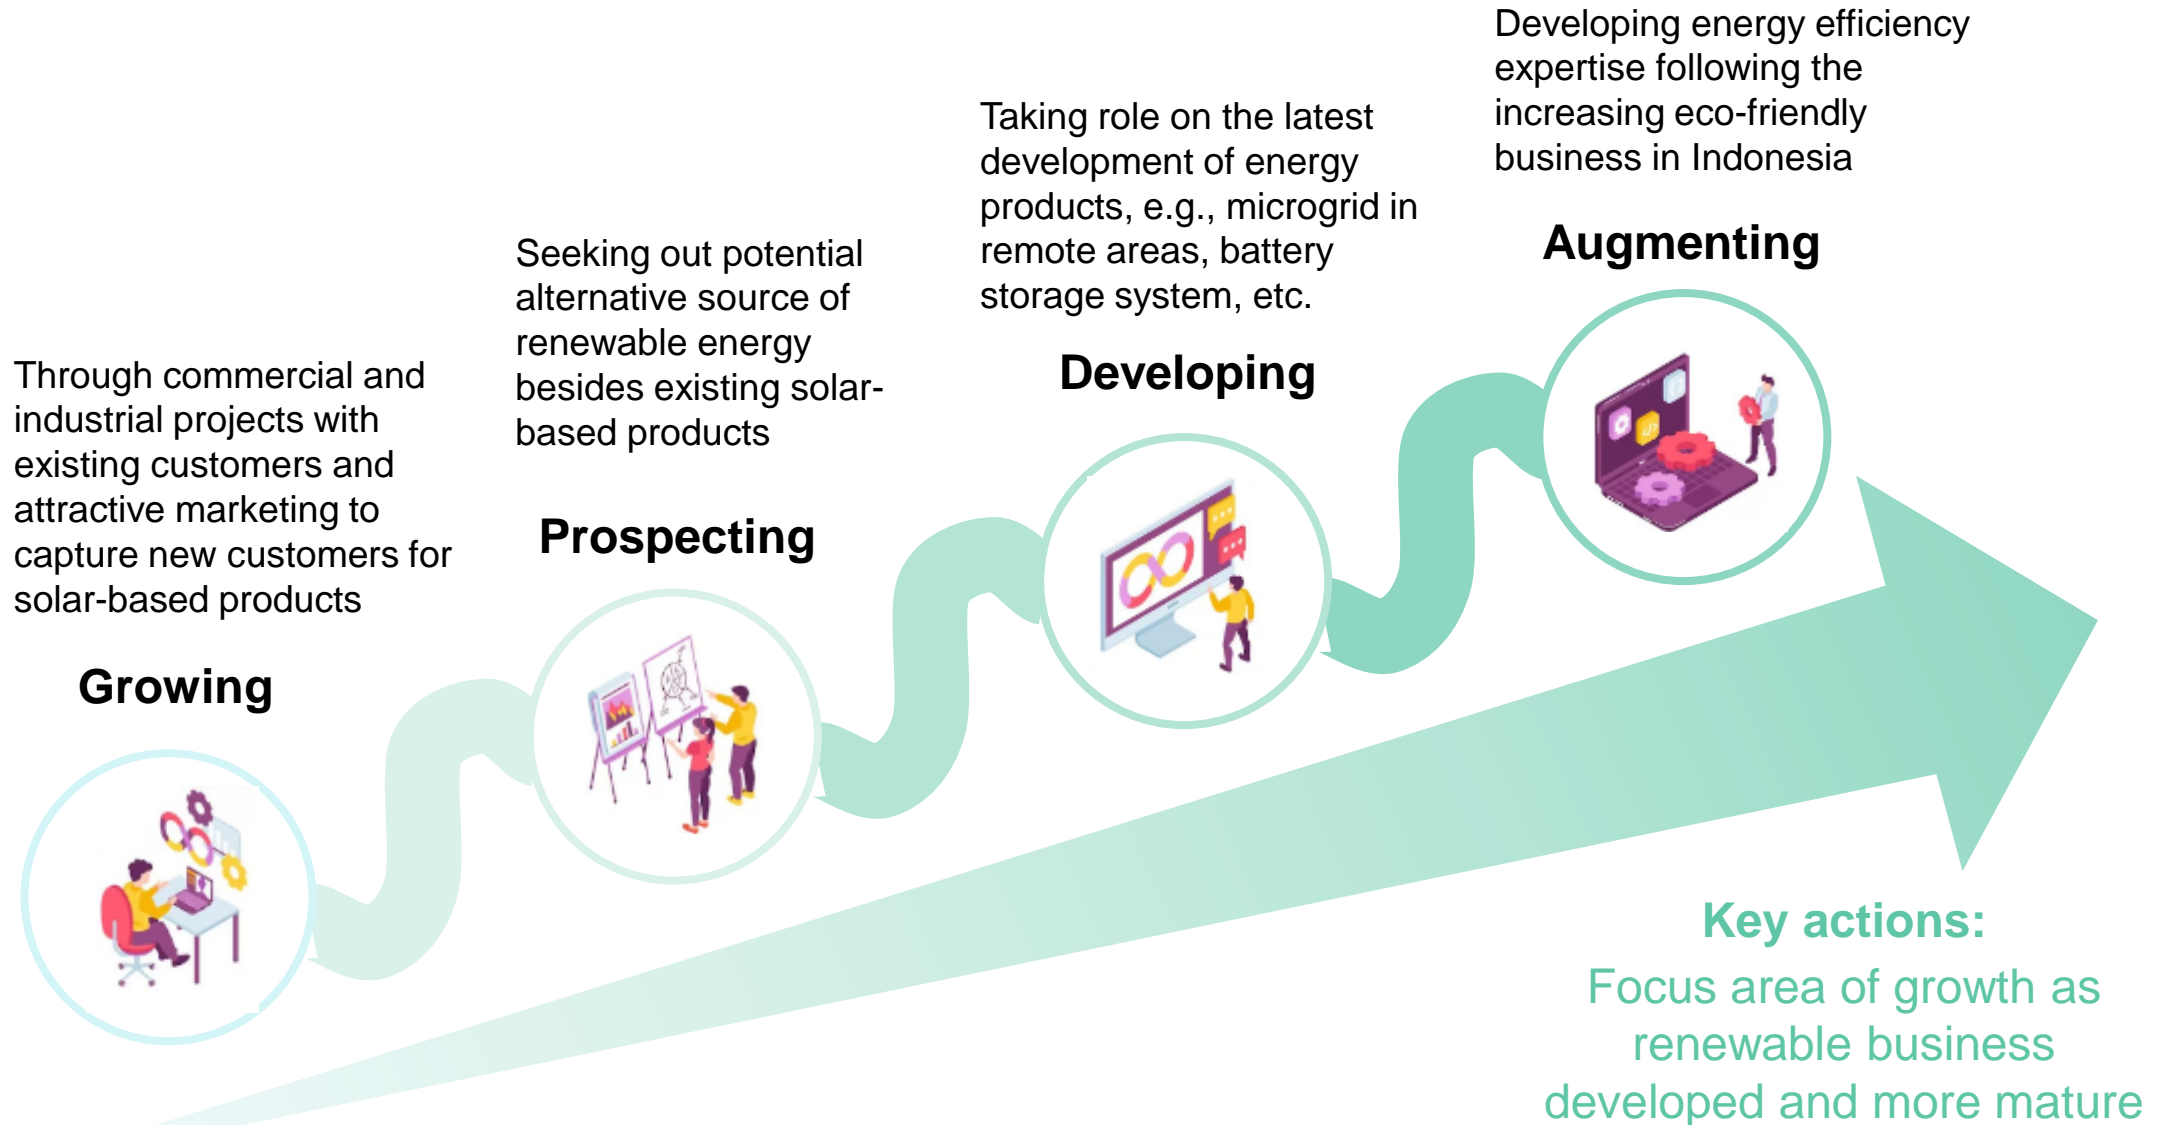 Through commercial and
industrial projects with
existing customers and
attractive marketing to
capture new customers for
solar-based products
Growing
Seeking out potential
alternative source of
renewable energy
besides existing solar-
based products
Prospecting
Taking role on the latest
development of energy
products, e.g., microgrid in
remote areas, battery
storage system, etc.
Developing
Developing energy efficiency
expertise following the
increasing eco-friendly
business in Indonesia
Augmenting
Key actions:
Focus area of growth as
renewable business
developed and more mature